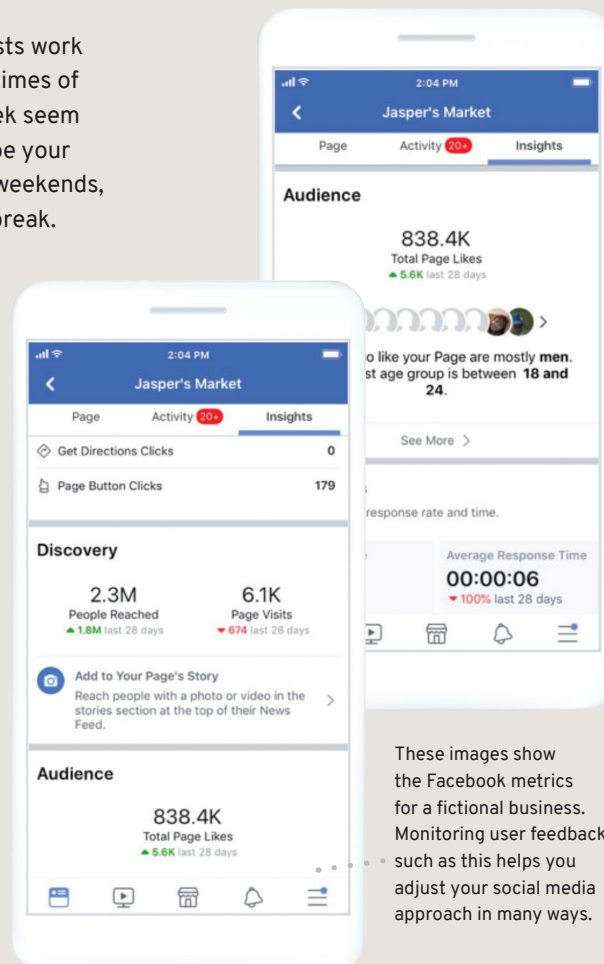 sts work
times of
ek seem
be your
weekends,
break.
2:04 PM
Jasper's Market
Page Activity 20+ Insights
Audience
838.4K
Total Page Likes
5.6K last 28 days
o like your Page are mostly men.
st age group is between 18 and
24.
See More
response rate and time.
Average Response Time
00:00:06
100% last 28 days
2:04 PM
Jasper's Market
Page Activity 20+ Insights
Get Directions Clicks 0
Page Button Clicks 179
Discovery
2.3M 6.1K
People Reached Page Visits
1.8M last 28 days 674 last 28 days
Add to Your Page's Story
Reach people with a photo or video in the
stories section at the top of their News
Feed.
Audience
838.4K
Total Page Likes
5.6K last 28 days
These images show
the Facebook metrics
for a fictional business.
Monitoring user feedback
such as this helps you
adjust your social media
approach in many ways.